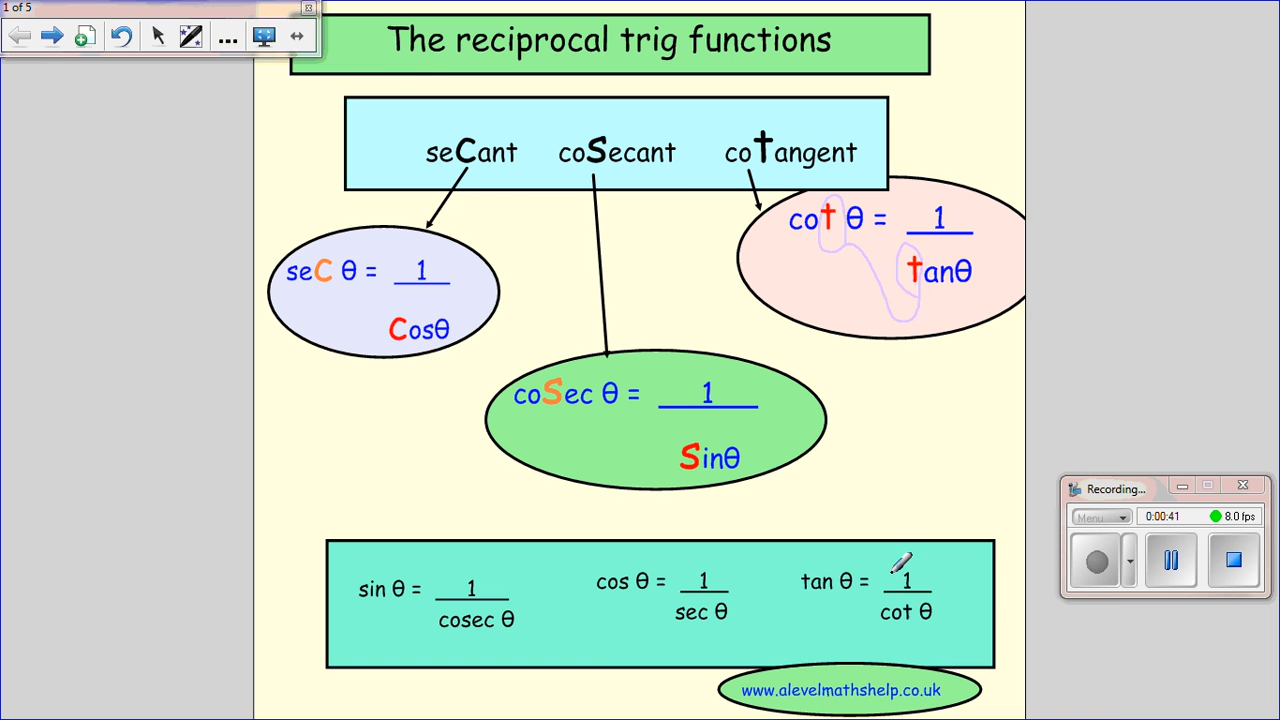 1 of 5
The reciprocal trig functions
seCant coSecant coTangent
cot θ = 1
tanθ
seC θ = 1
Cosθ
coSec θ = 1
Sinθ
Recording...
Menu 0:00:41 8.0 fps
sin θ = 1
cosec θ
cos θ = 1
sec θ
tan θ = 1
cot θ
www.alevelmathshelp.co.uk